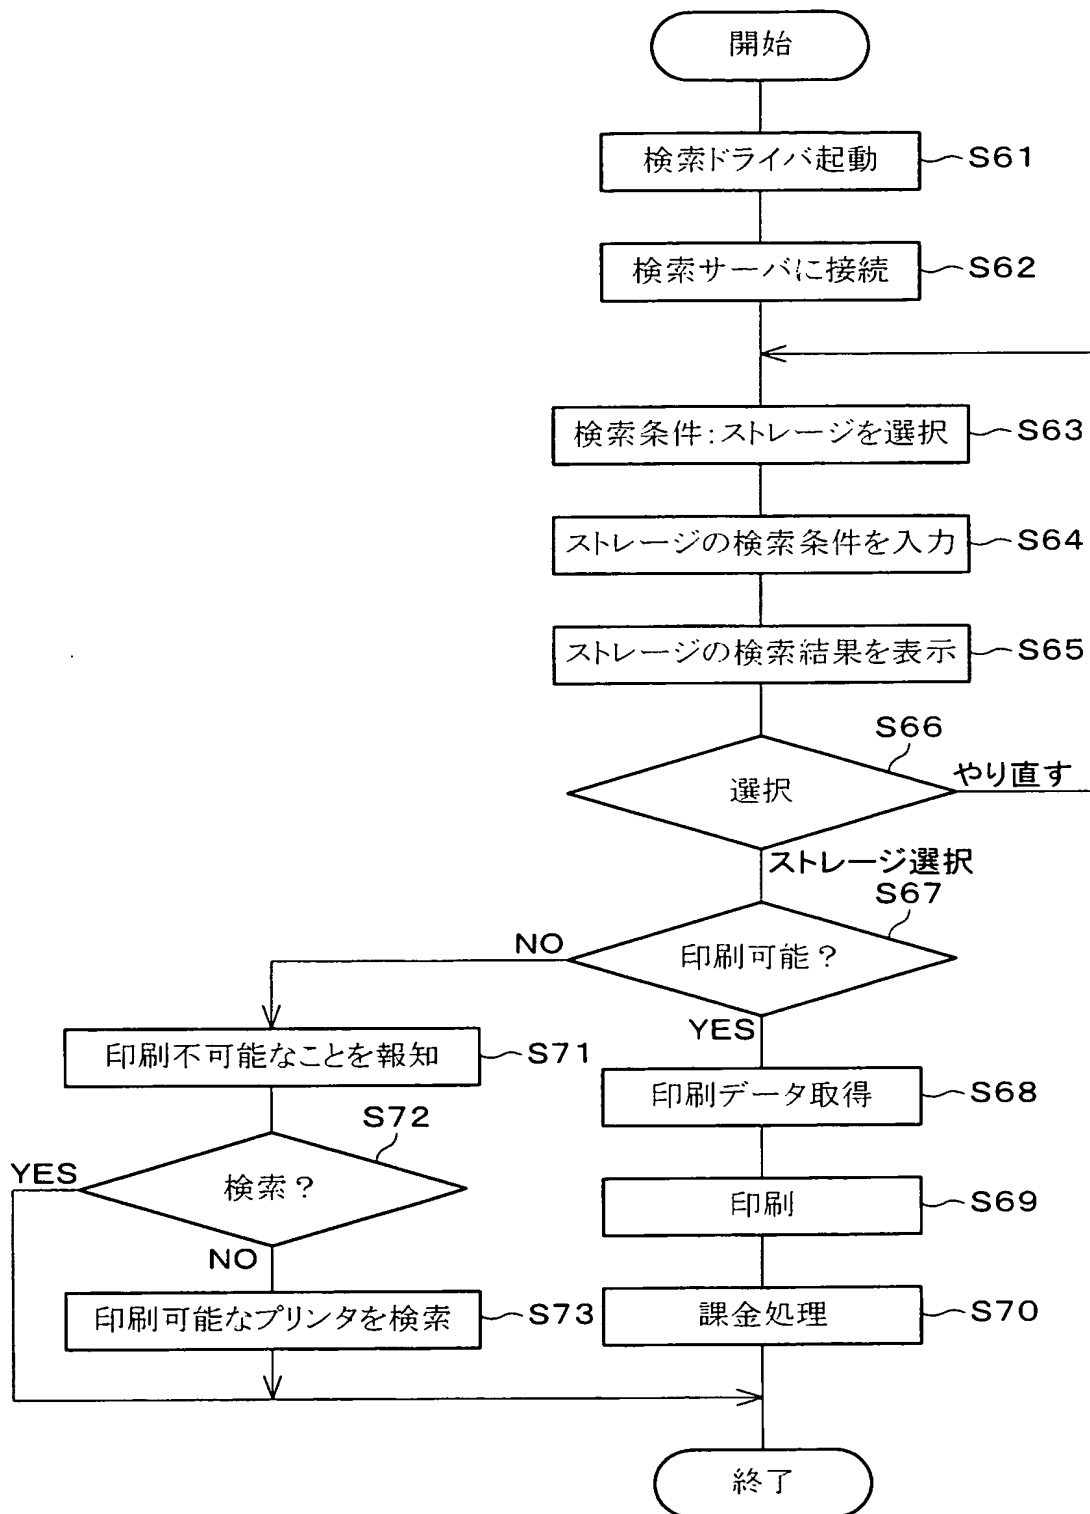 開始
検索ドライバ起動
S61
検索サーバに接続
S62
検索条件:ストレージを選択
S63
ストレージの検索条件を入力
S64
ストレージの検索結果を表示
S65
S66
選択
やり直す
ストレージ選択
S67
印刷可能?
NO
YES
印刷不可能なことを報知
S71
印刷データ取得
S68
S72
検索?
YES
NO
印刷
S69
印刷可能なプリンタを検索
S73
課金処理
S70
終了